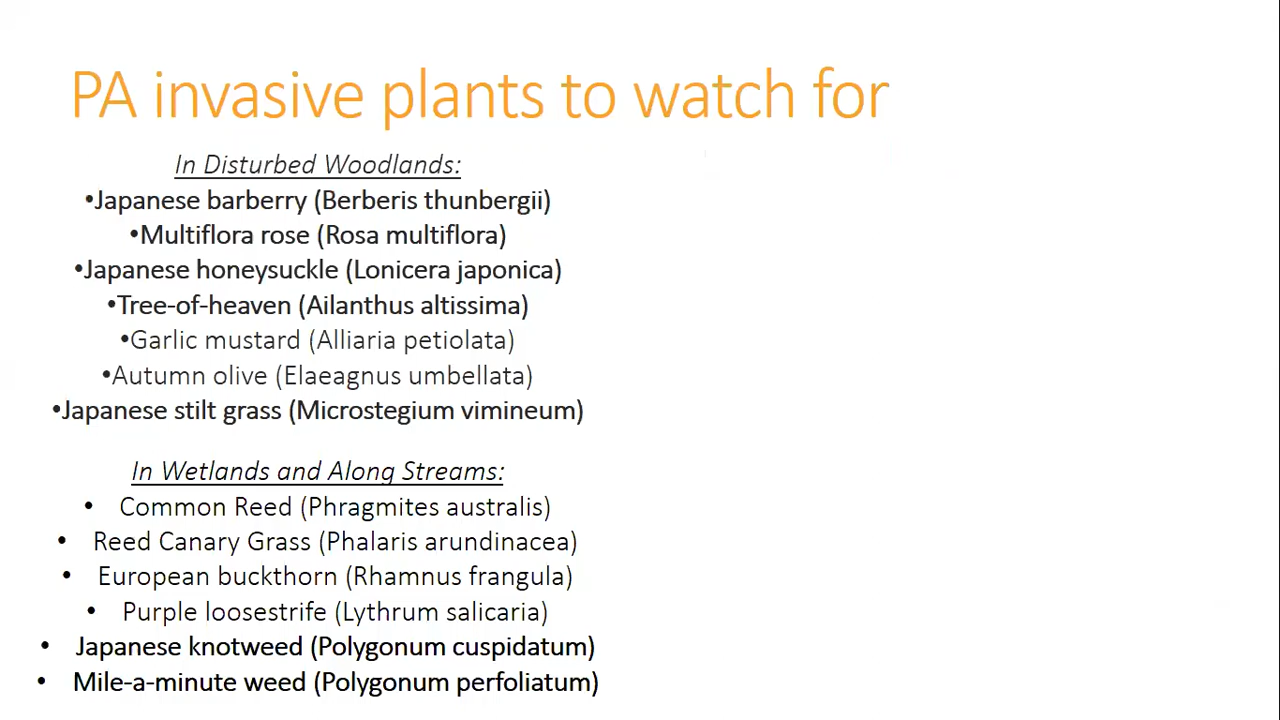 PA invasive plants to watch for
In Disturbed Woodlands:
•Japanese barberry (Berberis thunbergii)
•Multiflora rose (Rosa multiflora)
•Japanese honeysuckle (Lonicera japonica)
•Tree-of-heaven (Ailanthus altissima)
•Garlic mustard (Alliaria petiolata)
•Autumn olive (Elaeagnus umbellata)
•Japanese stilt grass (Microstegium vimineum)
In Wetlands and Along Streams:
• Common Reed (Phragmites australis)
• Reed Canary Grass (Phalaris arundinacea)
• European buckthorn (Rhamnus frangula)
• Purple loosestrife (Lythrum salicaria)
• Japanese knotweed (Polygonum cuspidatum)
• Mile-a-minute weed (Polygonum perfoliatum)